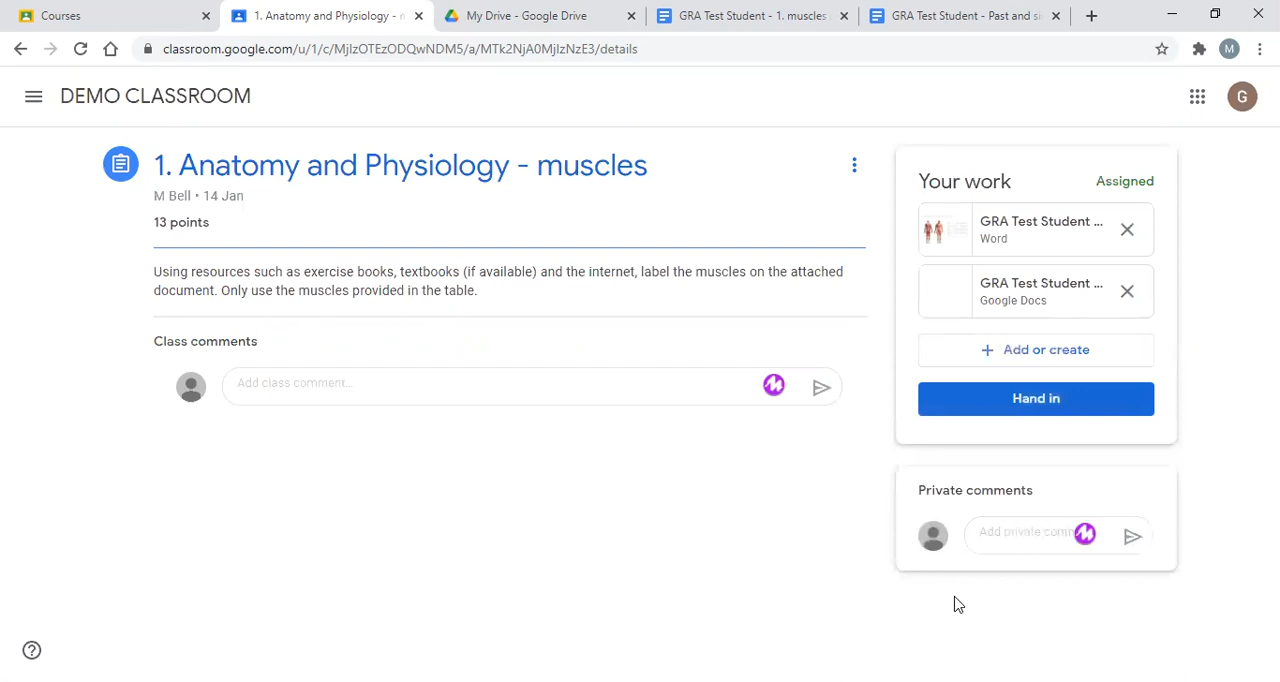 Courses
1. Anatomy and Physiology - n
My Drive - Google Drive
GRA Test Student - 1. muscles
GRA Test Student - Past and si
classroom.google.com/u/1/c/MjIzOTEzODQwNDM5/a/MTk2NjA0MjIzNzE3/details
M
DEMO CLASSROOM
G
1. Anatomy and Physiology - muscles
M Bell • 14 Jan
13 points
Using resources such as exercise books, textbooks (if available) and the internet, label the muscles on the attached
document. Only use the muscles provided in the table.
Class comments
Add class comment...
Your work
Assigned
GRA Test Student ...
Word
GRA Test Student ...
Google Docs
+ Add or create
Hand in
Private comments
Add private comm